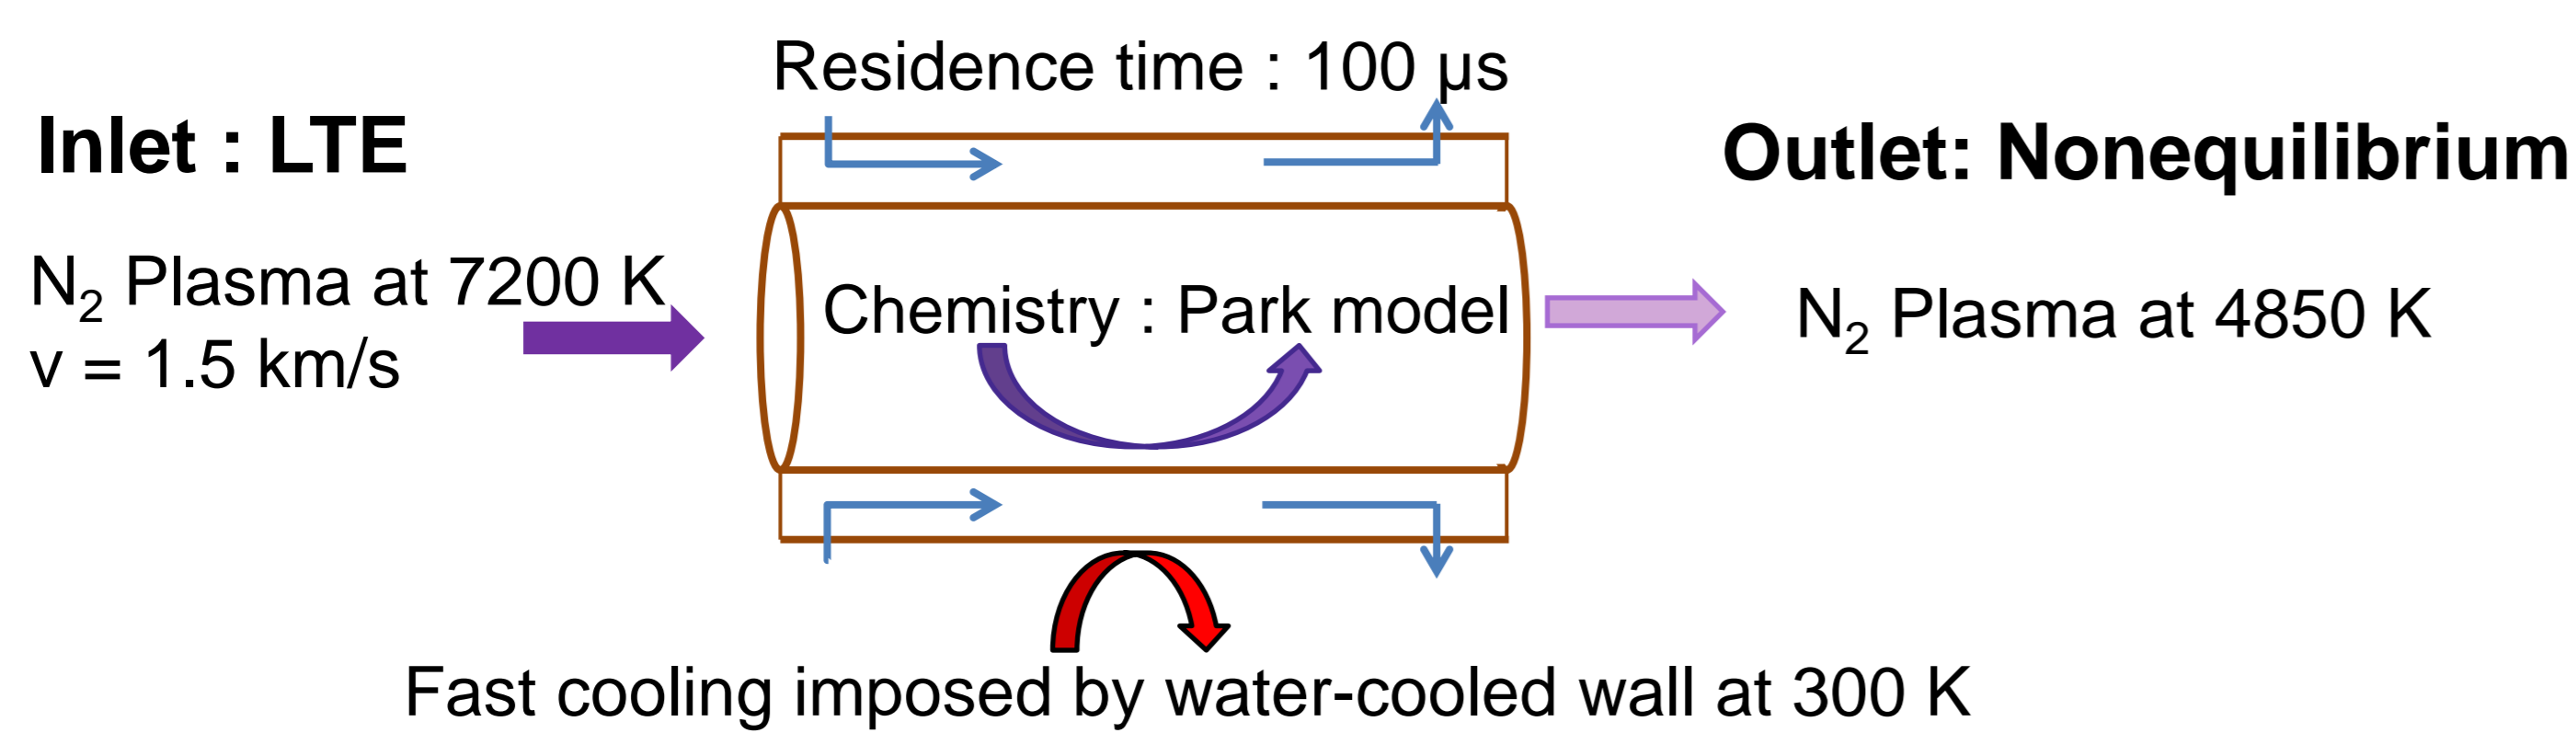 Residence time : 100 µs
Inlet : LTE
Outlet: Nonequilibrium
N₂ Plasma at 7200 K
v = 1.5 km/s
Chemistry : Park model
N₂ Plasma at 4850 K
Fast cooling imposed by water-cooled wall at 300 K